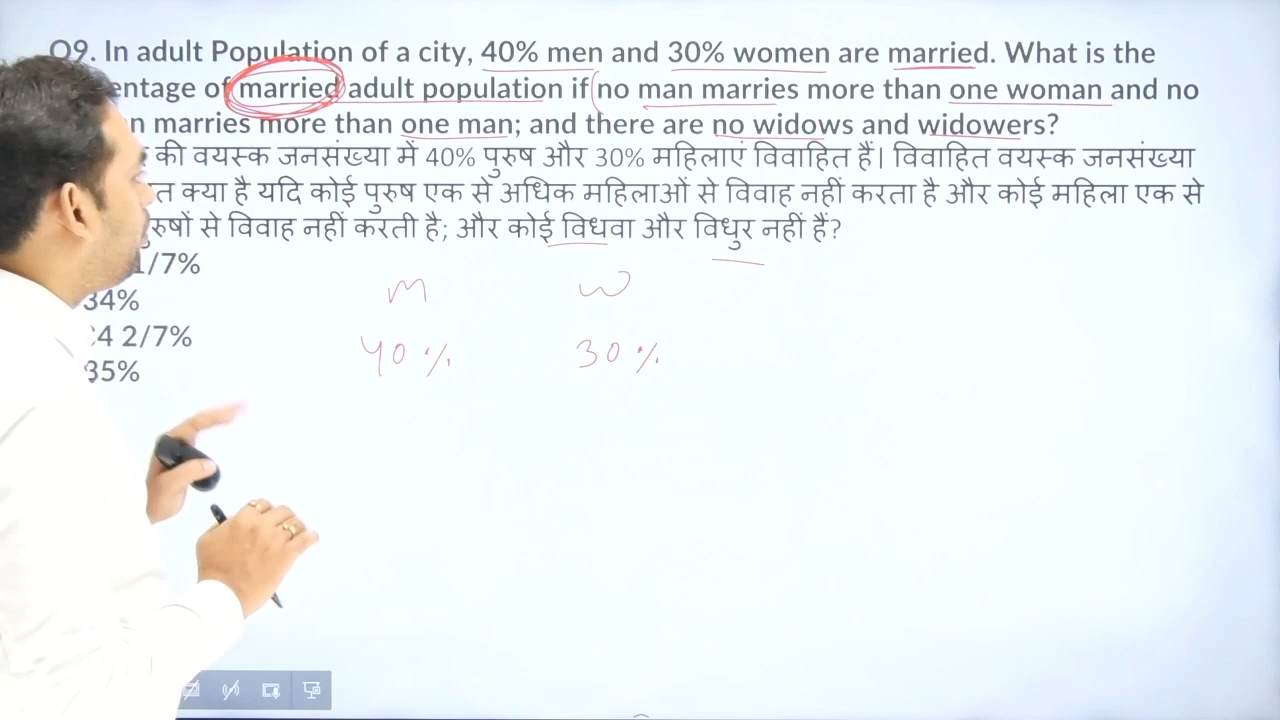 Q9. In adult Population of a city, 40% men and 30% women are married. What is the
married adult population if no man marries more than one woman and no
marries more than one man; and there are no widows and widowers?
की वयस्क जनसंख्या में 40% पुरुष और 30% महिलाएं विवाहित हैं। विवाहित वयस्क जनसंख्या
क्या है यदि कोई पुरुष एक से अधिक महिलाओं से विवाह नहीं करता है और कोई महिला एक से
से विवाह नहीं करती है; और कोई विधवा और विधुर नहीं हैं?
1/7%
34%
2/7%
35%
M W
40% 30%